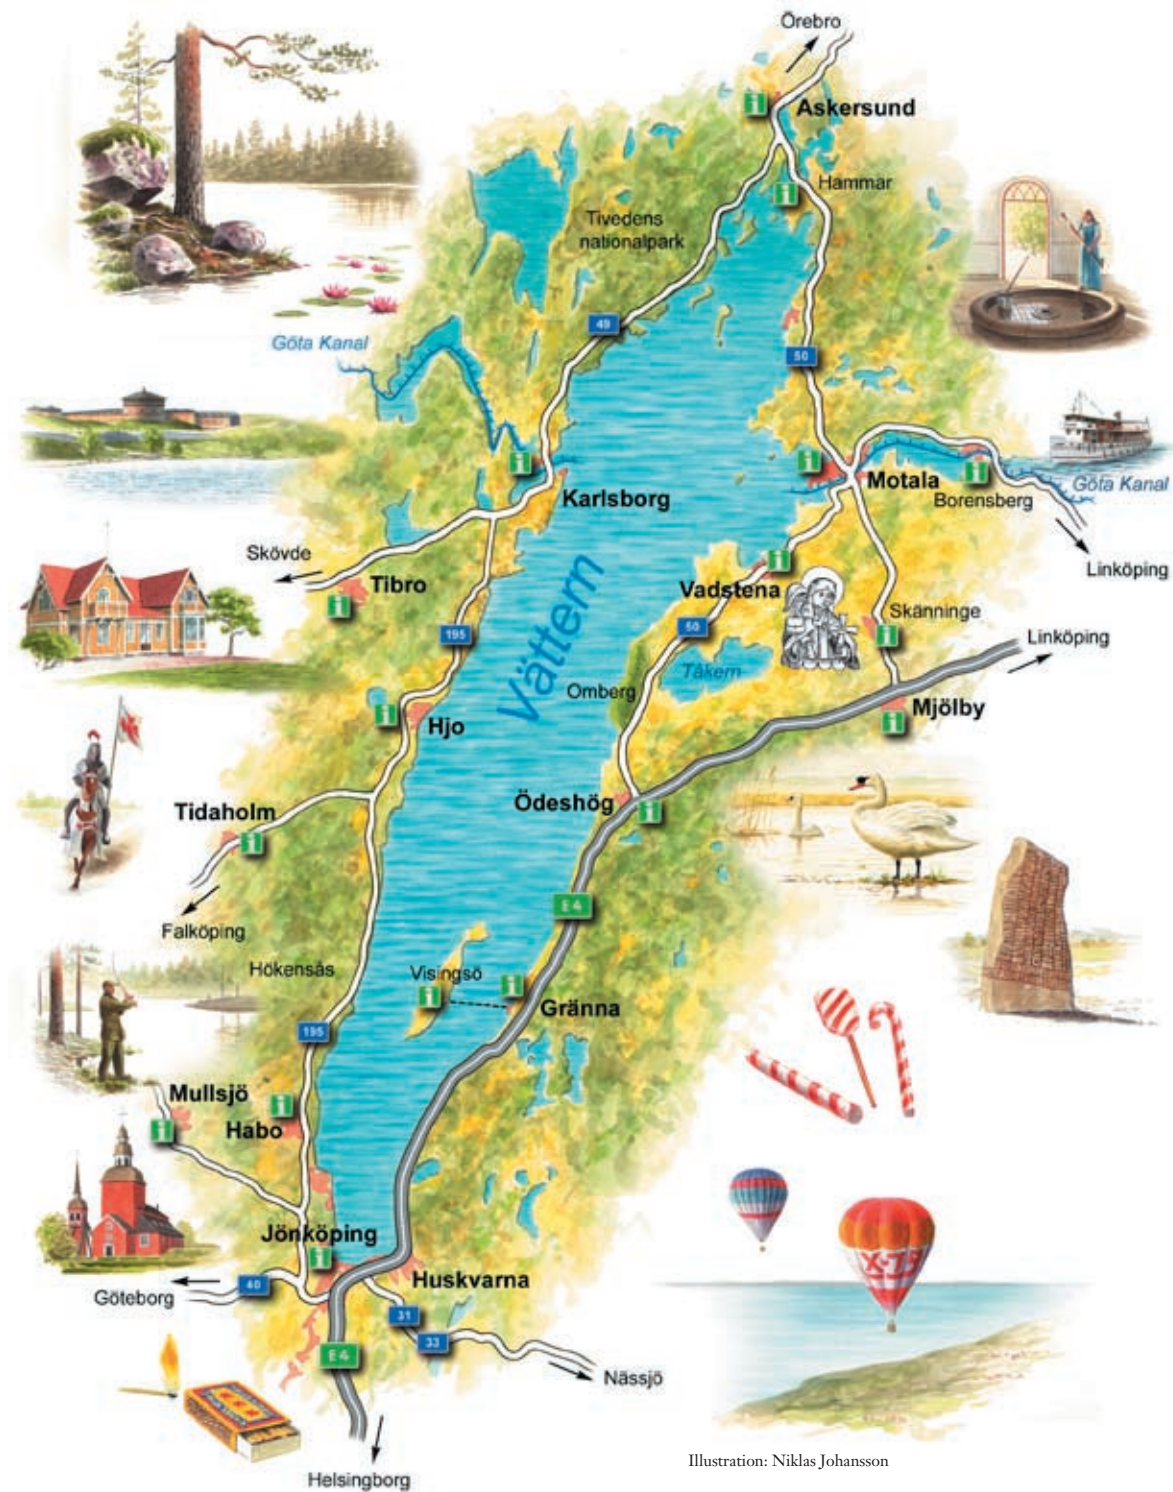 Örebro
Askersund
Hammar
Tivedens
nationalpark
49
Göta Kanal
50
Karlsborg
Motala
Borensberg
Göta Kanal
Linköping
Skövde
Tibro
Vättern
Vadstena
Skänninge
195
50
Linköping
Tåkern
Omberg
Hjo
Mjölby
Tidaholm
Ödeshög
Falköping
E4
Hökensås
Visingsö
Gränna
195
Mullsjö
Habo
Jönköping
X-75
Huskvarna
40
Göteborg
31
33
E4
Nässjö
Illustration: Niklas Johansson
Helsingborg